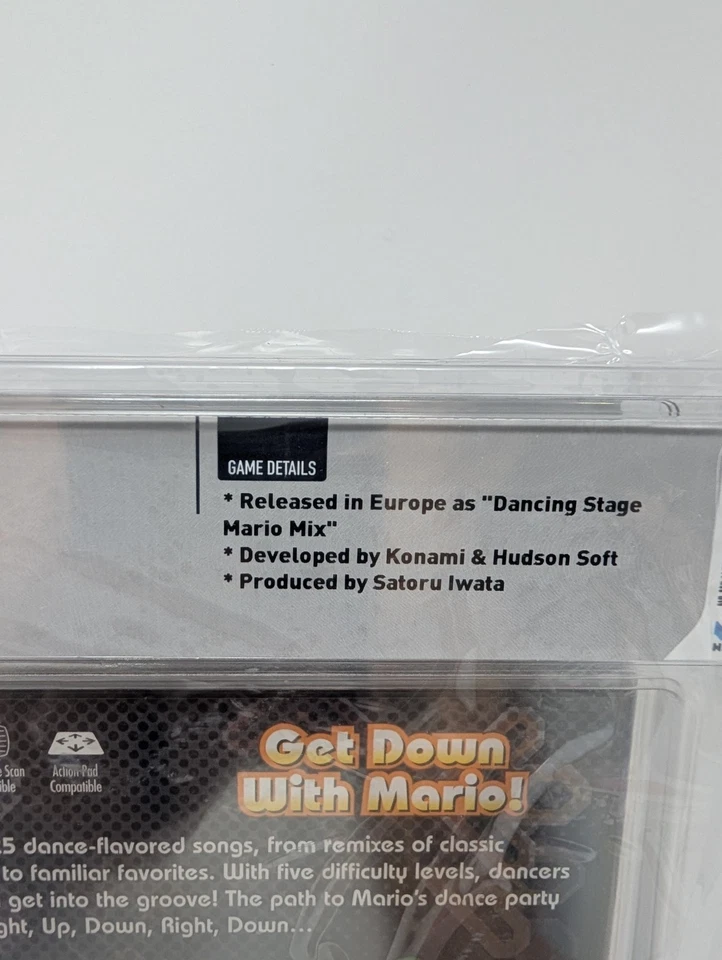 GAME DETAILS
* Released in Europe as "Dancing Stage
Mario Mix"
* Developed by Konami & Hudson Soft
* Produced by Satoru Iwata
Scan
Action Pad
Compatible
Get Down
With Mario!
dance-flavored songs, from remixes of classic
to familiar favorites. With five difficulty levels, dancers
get into the groove! The path to Mario's dance party
Up, Down, Right, Down...